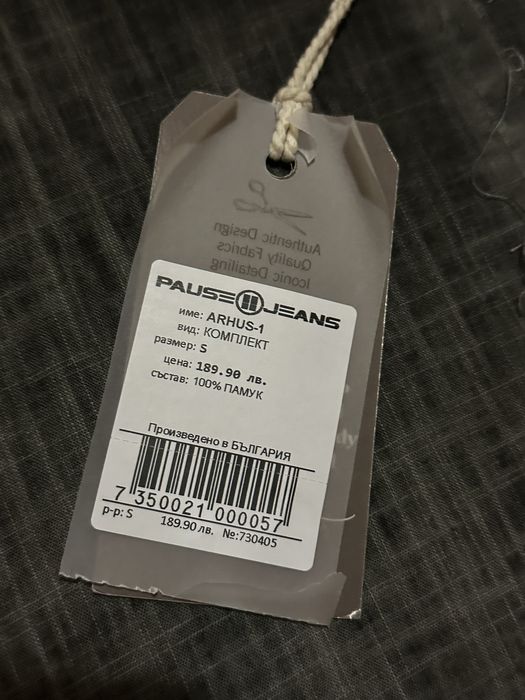 Authentic Design
Quality Fabrics
Iconic Detailing
PAUSE JEANS
име: ARHUS-1
вид: КОМПЛЕКТ
размер: S
цена: 189.90 лв.
състав: 100% ПАМУК
Произведено в БЪЛГАРИЯ
7 350021 000057
р-р: S 189.90 лв. №:730405